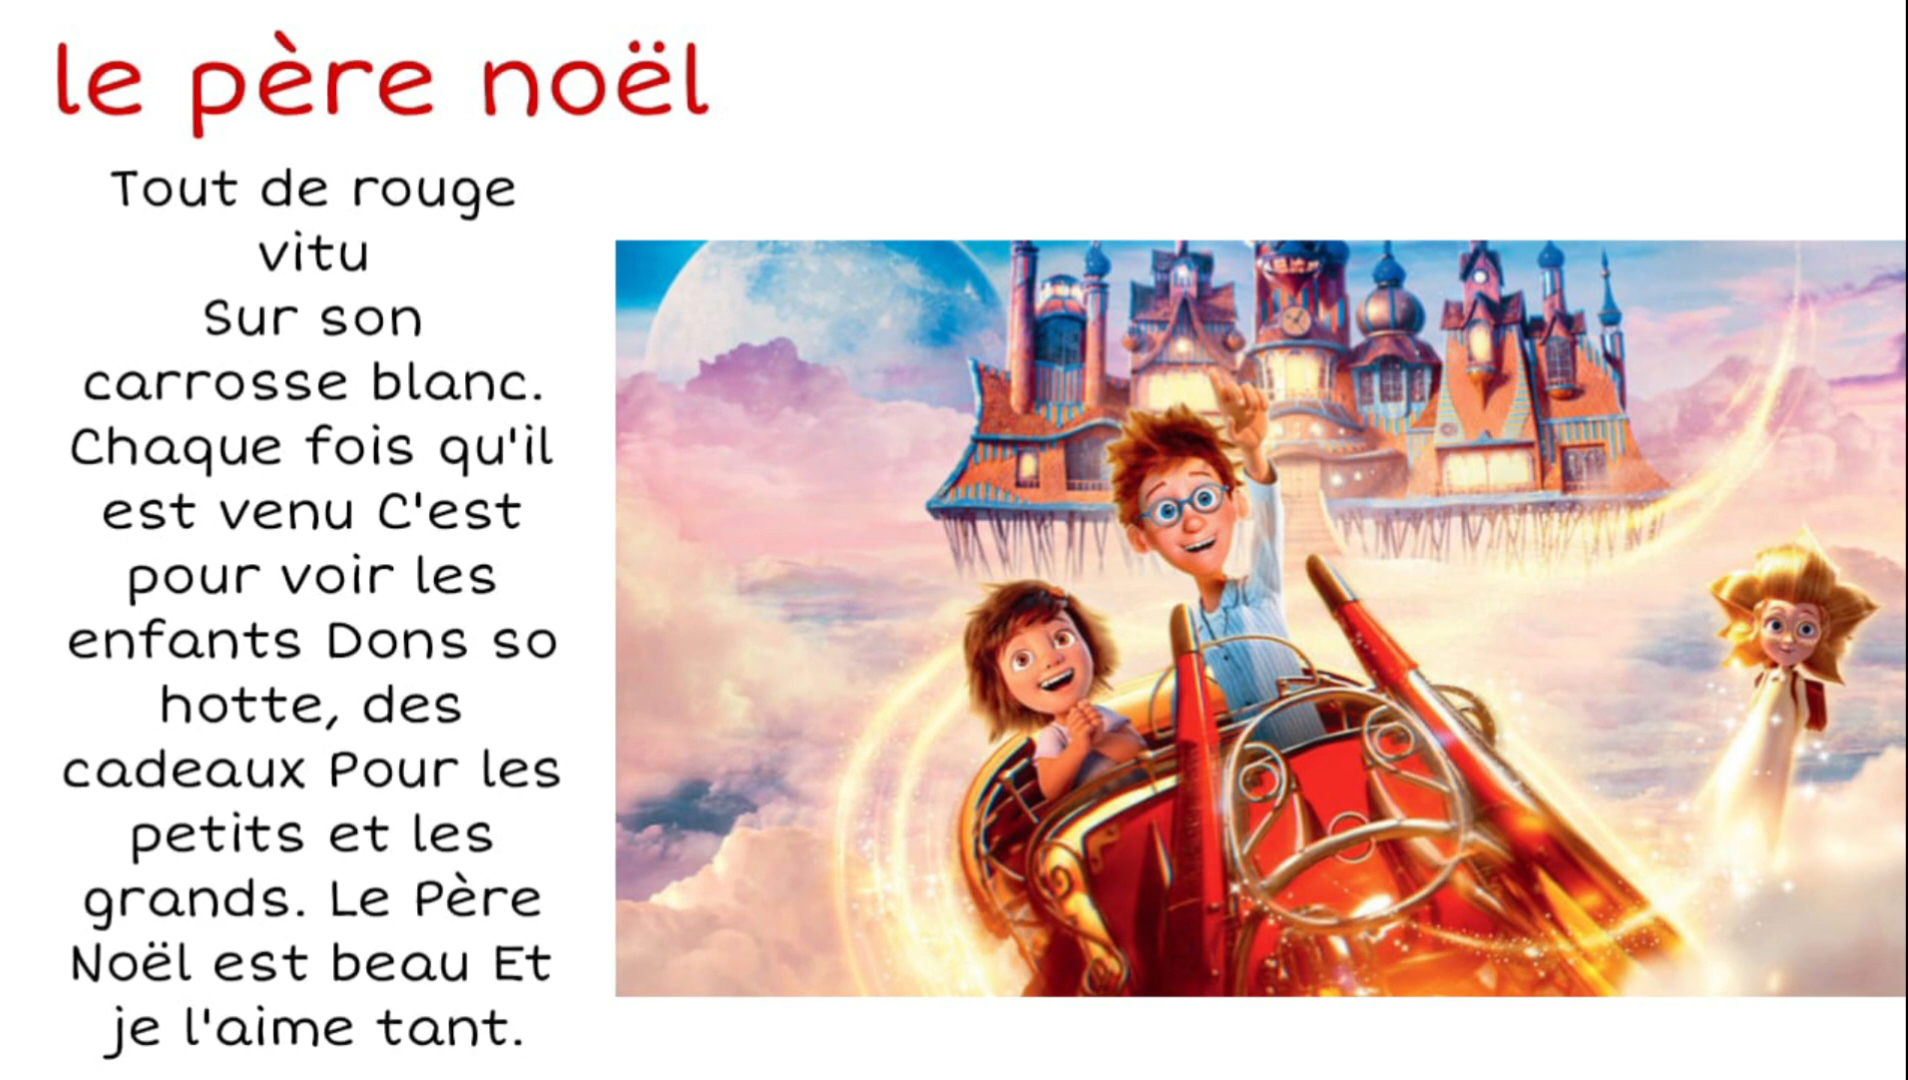 le père noël
Tout de rouge
vitu
Sur son
carrosse blanc.
Chaque fois qu'il
est venu C'est
pour voir les
enfants Dons so
hotte, des
cadeaux Pour les
petits et les
grands. Le Père
Noël est beau Et
je l'aime tant.